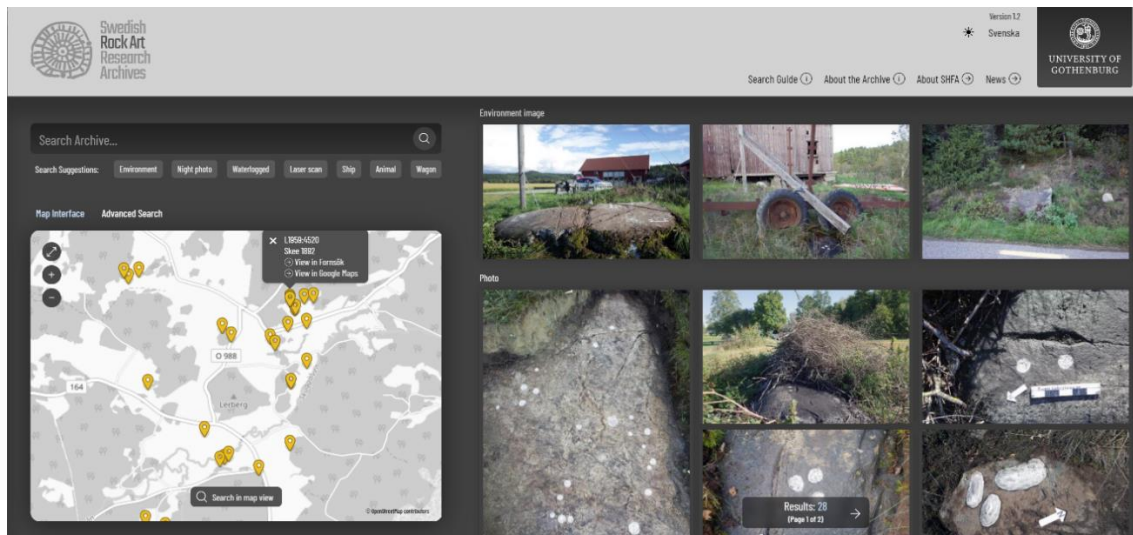 Swedish
Rock Art
Research
Archives
Version 1.2
Svenska
Search Guide
About the Archive
About SHFA
News
UNIVERSITY OF
GOTHENBURG
Search Archive...
Search Suggestions: Environment Night photo Waterlogged Laser scan Ship Animal Wagon
Map Interface Advanced Search
L1959:4520
Skee 1882
View in Fornsök
View in Google Maps
O 988
164
Lerberg
Search in map view
© OpenStreetMap contributors
Environment image
Photo
Results: 28
(Page 1 of 2)